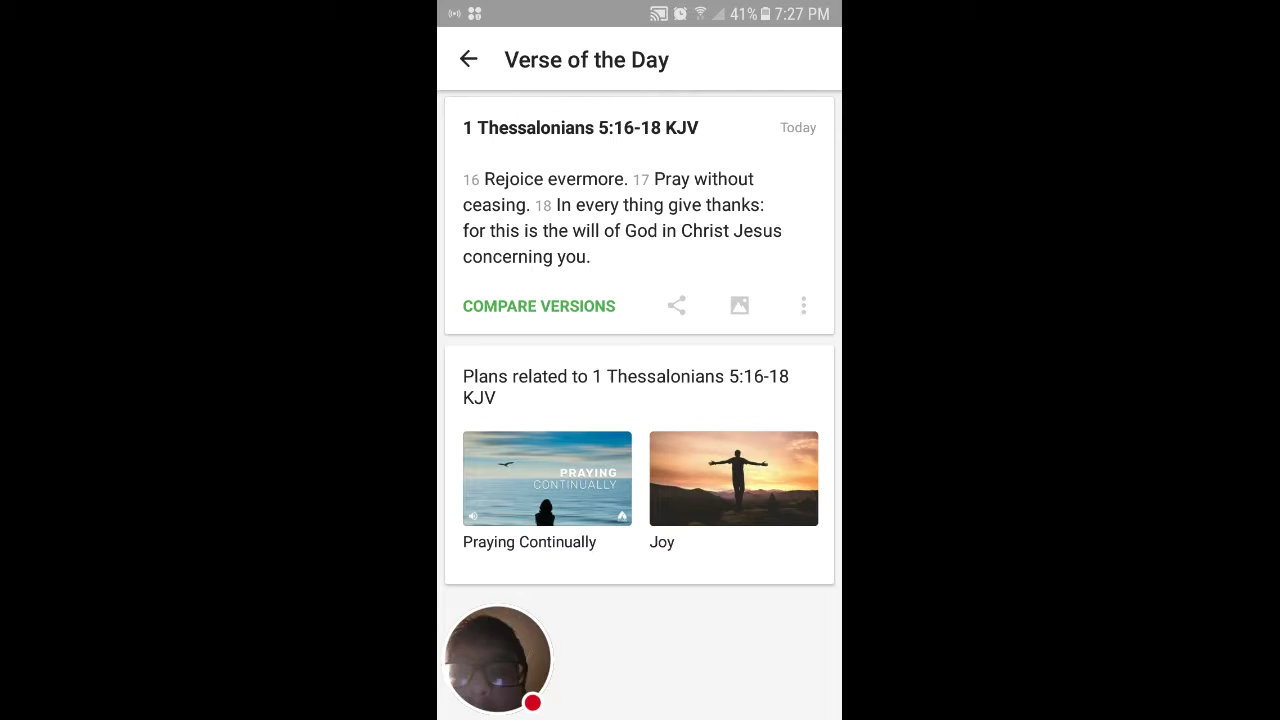 41% 7:27 PM
Verse of the Day
1 Thessalonians 5:16-18 KJV Today
16 Rejoice evermore. 17 Pray without
ceasing. 18 In every thing give thanks:
for this is the will of God in Christ Jesus
concerning you.
COMPARE VERSIONS
Plans related to 1 Thessalonians 5:16-18
KJV
PRAYING
CONTINUALLY
Praying Continually Joy